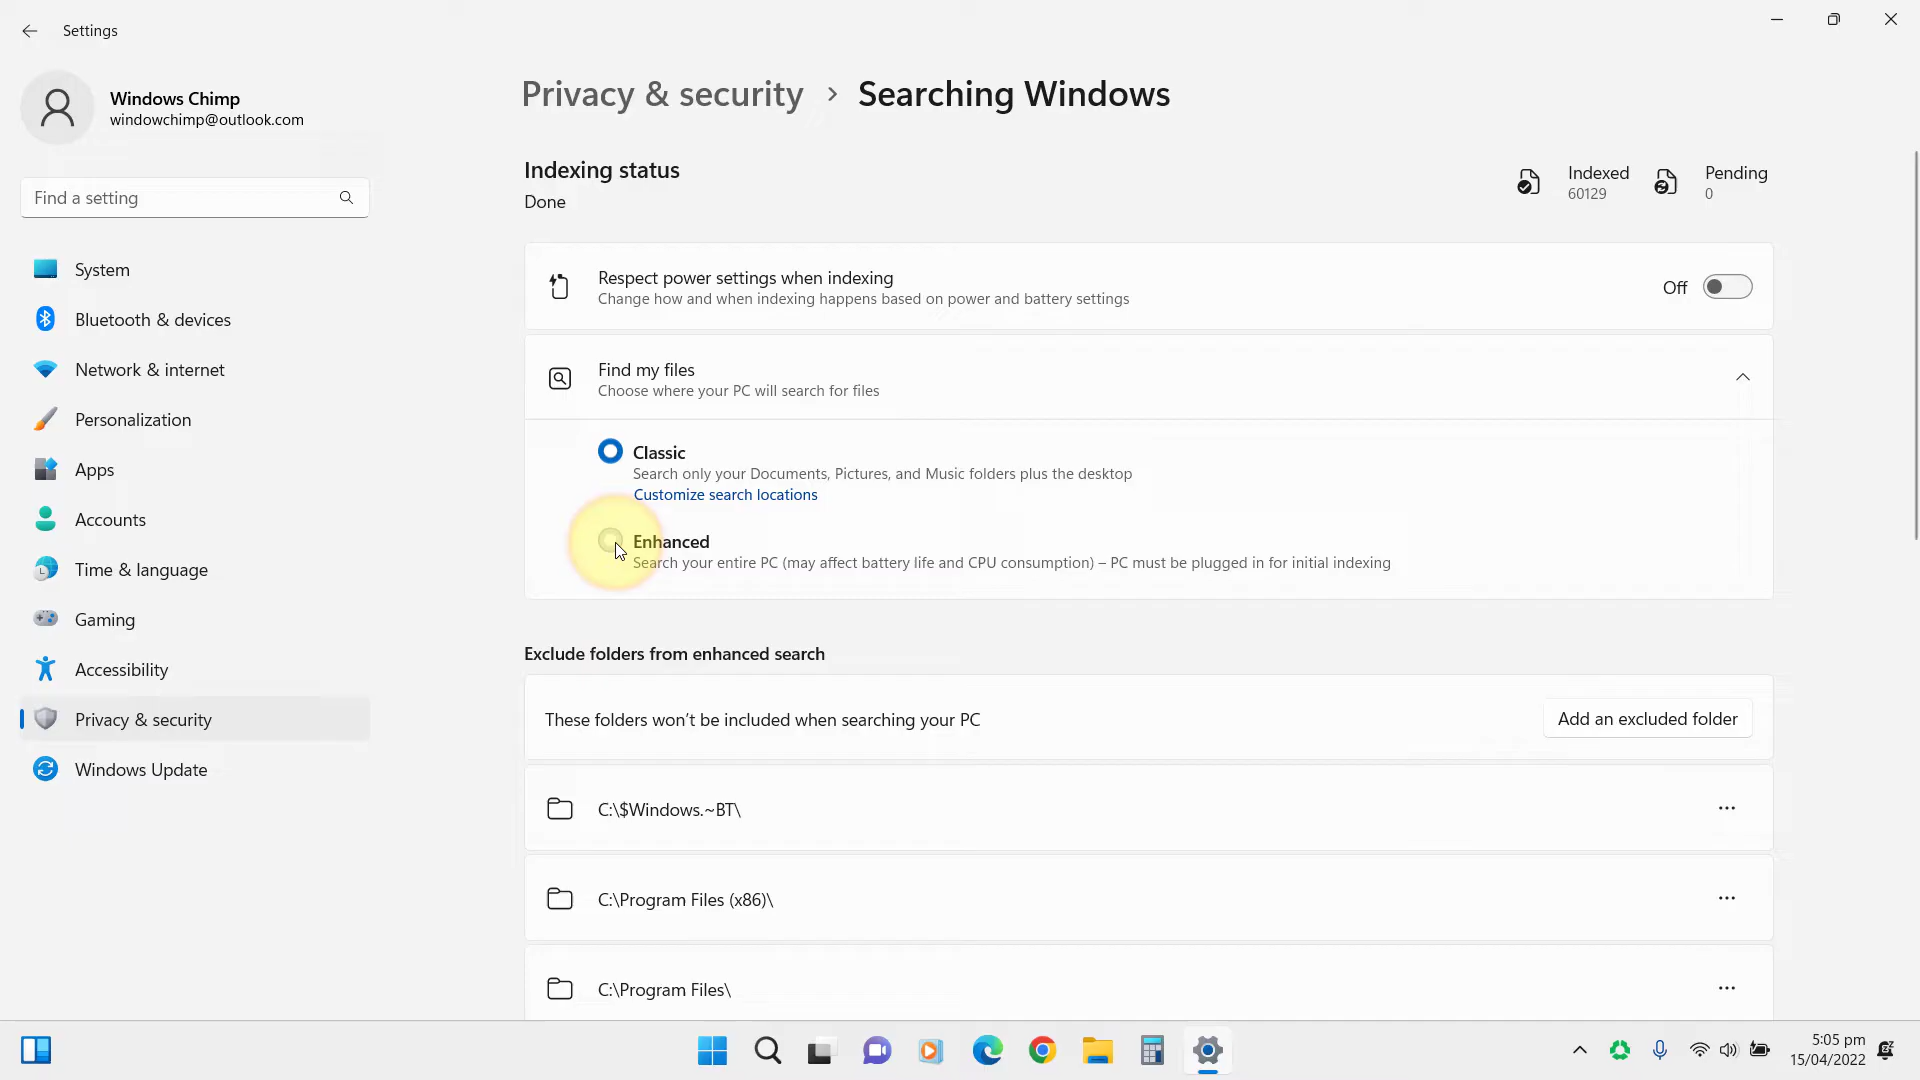 Settings
Windows Chimp
windowchimp@outlook.com
Find a setting
System
Bluetooth & devices
Network & internet
Personalization
Apps
Accounts
Time & language
Gaming
Accessibility
Privacy & security
Windows Update
Privacy & security › Searching Windows
Indexing status
Done
Indexed
60129
Pending
0
Respect power settings when indexing
Change how and when indexing happens based on power and battery settings
Off
Find my files
Choose where your PC will search for files
Classic
Search only your Documents, Pictures, and Music folders plus the desktop
Customize search locations
Enhanced
Search your entire PC (may affect battery life and CPU consumption) – PC must be plugged in for initial indexing
Exclude folders from enhanced search
These folders won't be included when searching your PC
Add an excluded folder
C:\$Windows.~BT\
C:\Program Files (x86)\
C:\Program Files\
5:05 pm
15/04/2022